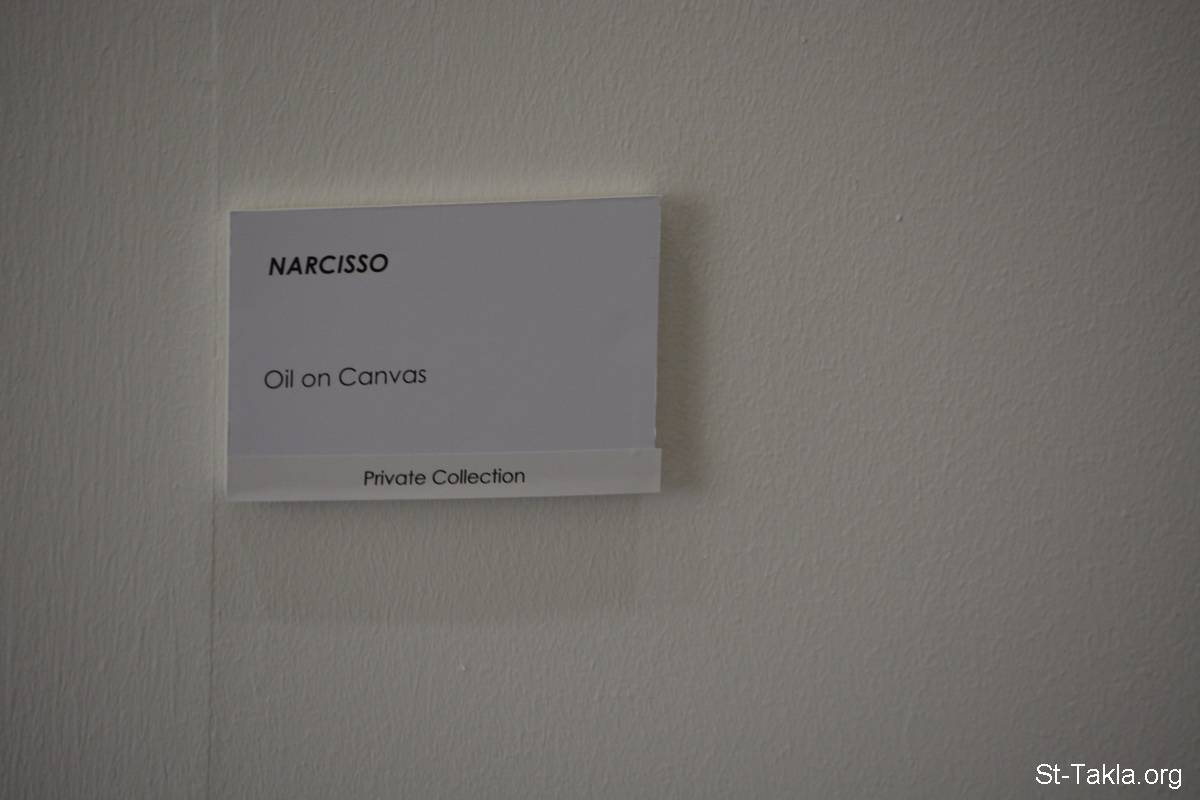 NARCISSO
Oil on Canvas
Private Collection
St-Takla.org